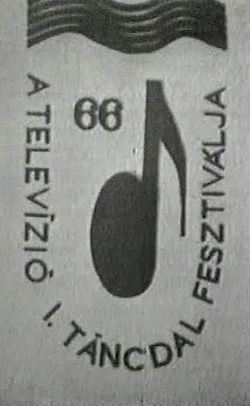 66
A TELEVÍZIÓ I. TÁNCDAL FESZTIVÁLJA